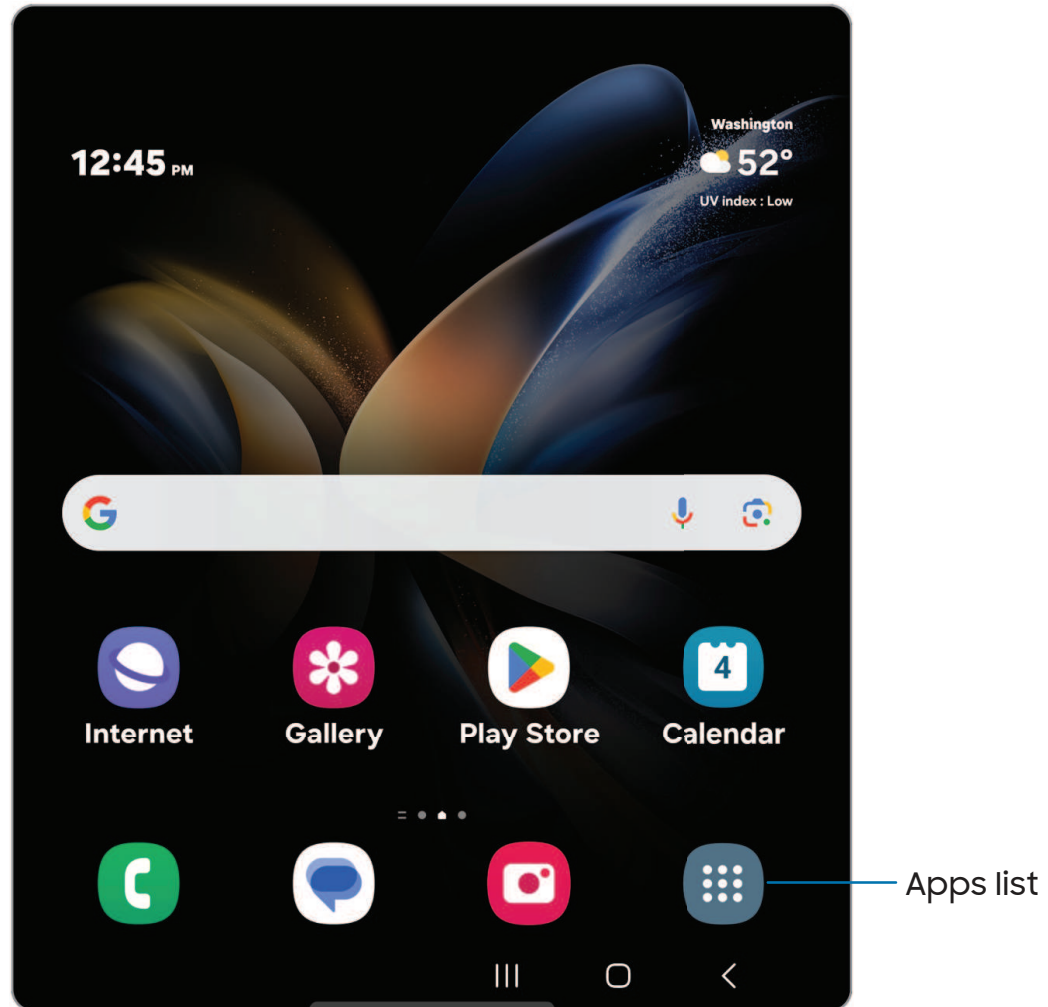 Washington
12:45 PM
52°
UV index : Low
G
4
Internet Gallery Play Store Calendar
Apps list